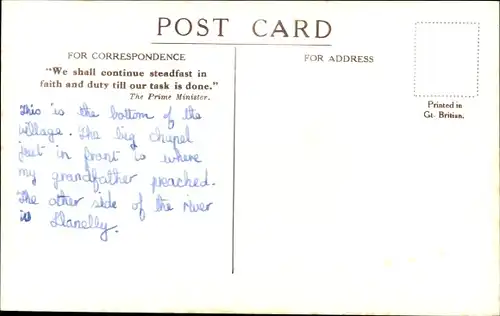 POST CARD
FOR CORRESPONDENCE
FOR ADDRESS
"We shall continue steadfast in
faith and duty till our task is done."
The Prime Minister.
Printed in
Gt. Britian.
This is the bottom of the
village. The big chapel
just in front is where
my grandfather preached.
The other side of the river
is Llanelly.